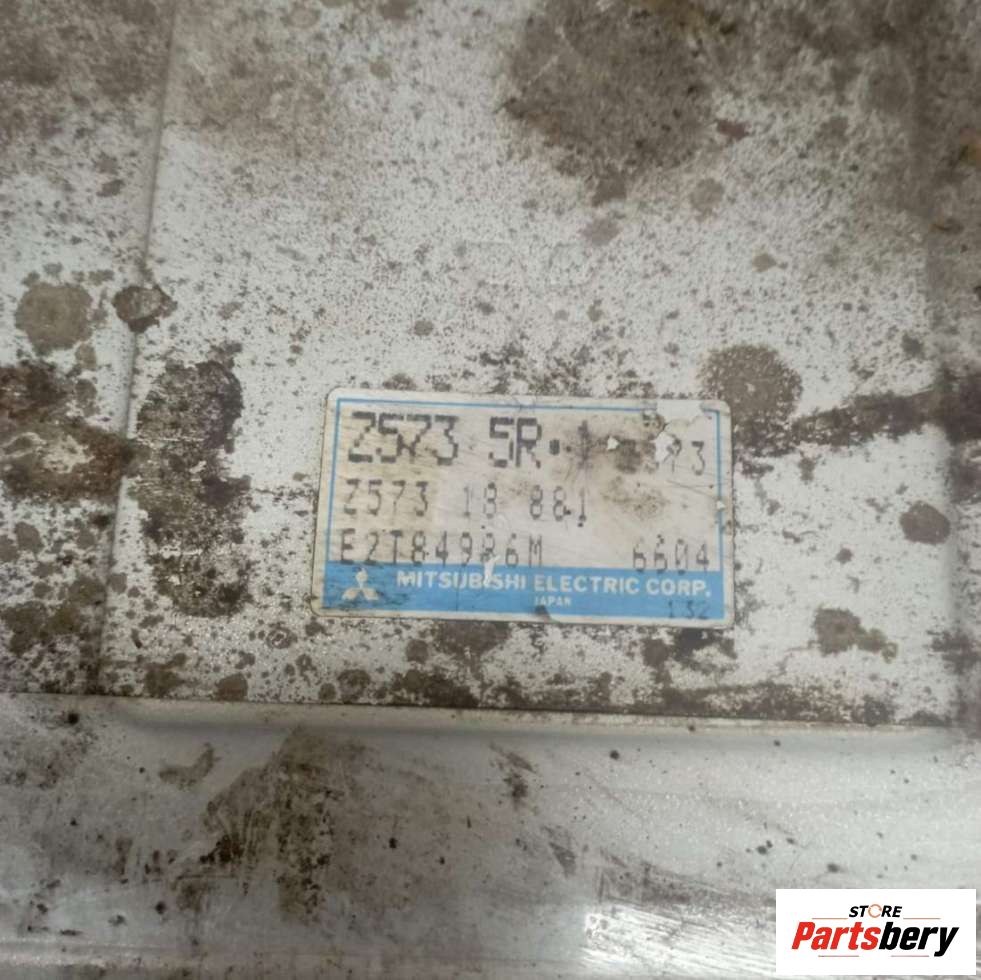 Z573 5R
Z573 18 881
E2T84986M 6604
MITSUBISHI ELECTRIC CORP.
JAPAN 132
STORE
Partsbery